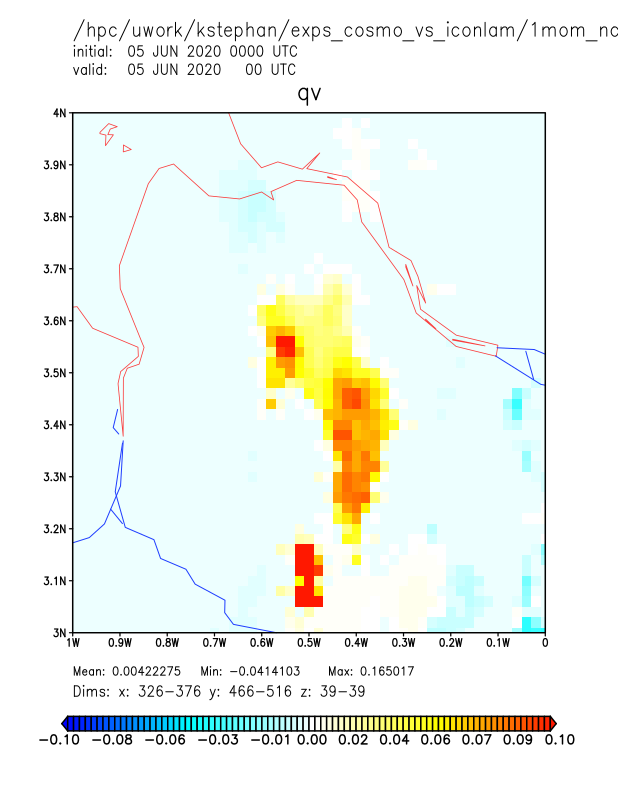 /hpc/uwork/kstephan/exps_cosmo_vs_iconlam/1mom_nc
initial: 05 JUN 2020 0000 UTC
valid: 05 JUN 2020 00 UTC
qv
4N
3.9N
3.8N
3.7N
3.6N
3.5N
3.4N
3.3N
3.2N
3.1N
3N
1W 0.9W 0.8W 0.7W 0.6W 0.5W 0.4W 0.3W 0.2W 0.1W 0
Mean: 0.00422275 Min: -0.0414103 Max: 0.165017
Dims: x: 326-376 y: 466-516 z: 39-39
-0.10 -0.08 -0.06 -0.03 -0.01 0.00 0.02 0.04 0.06 0.07 0.09 0.10